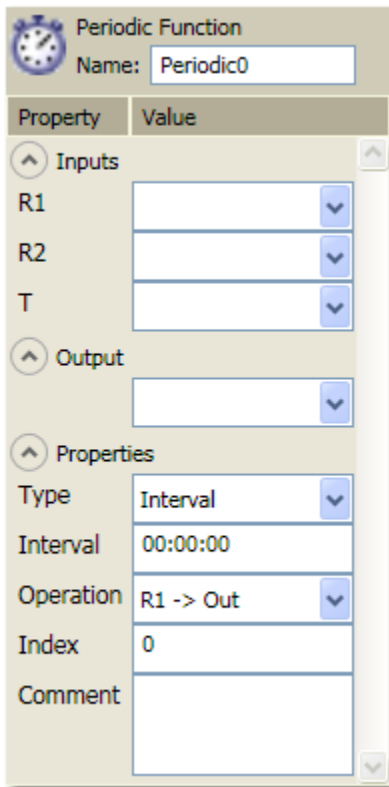 Periodic Function
Name: Periodic0
Property Value
Inputs
R1
R2
T
Output
Properties
Type Interval
Interval 00:00:00
Operation R1 -> Out
Index 0
Comment